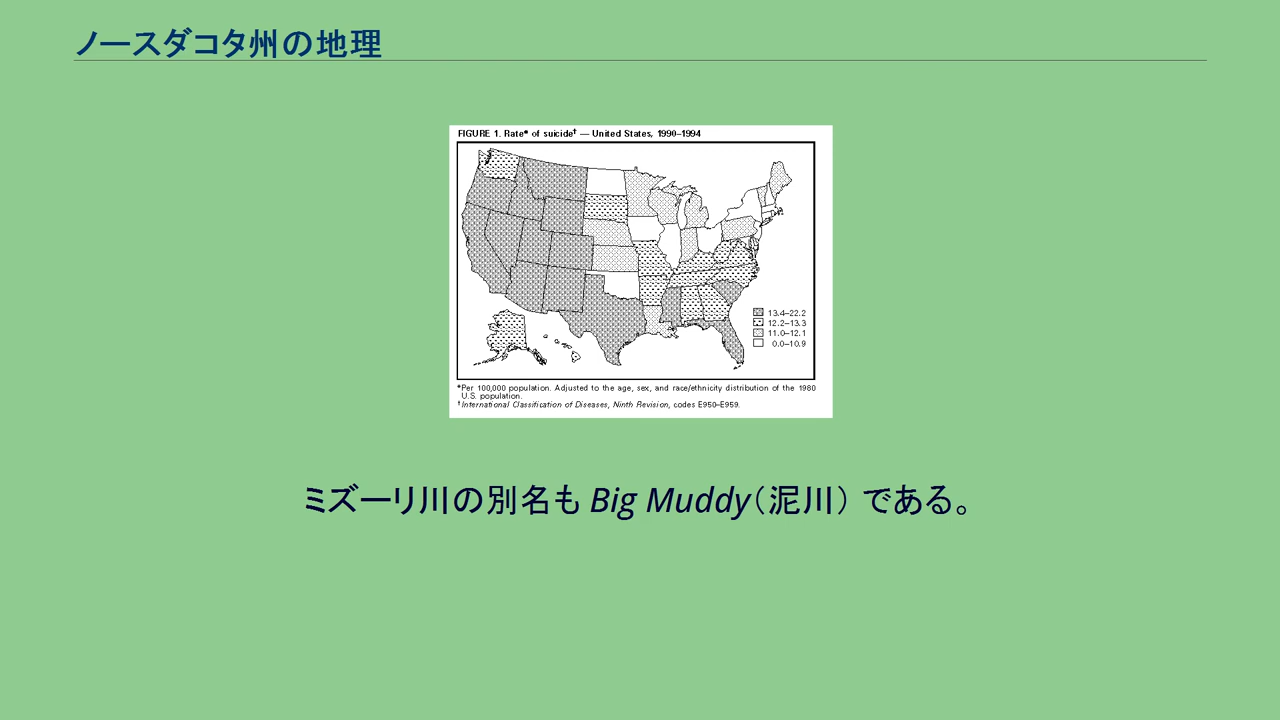 ノースダコタ州の地理
FIGURE 1. Rate* of suicide† — United States, 1990–1994
13.4–22.2
12.2–13.3
11.0–12.1
0.0–10.9
*Per 100,000 population. Adjusted to the age, sex, and race/ethnicity distribution of the 1980
U.S. population.
†International Classification of Diseases, Ninth Revision, codes E950–E959.
ミズーリ川の別名も Big Muddy（泥川） である。